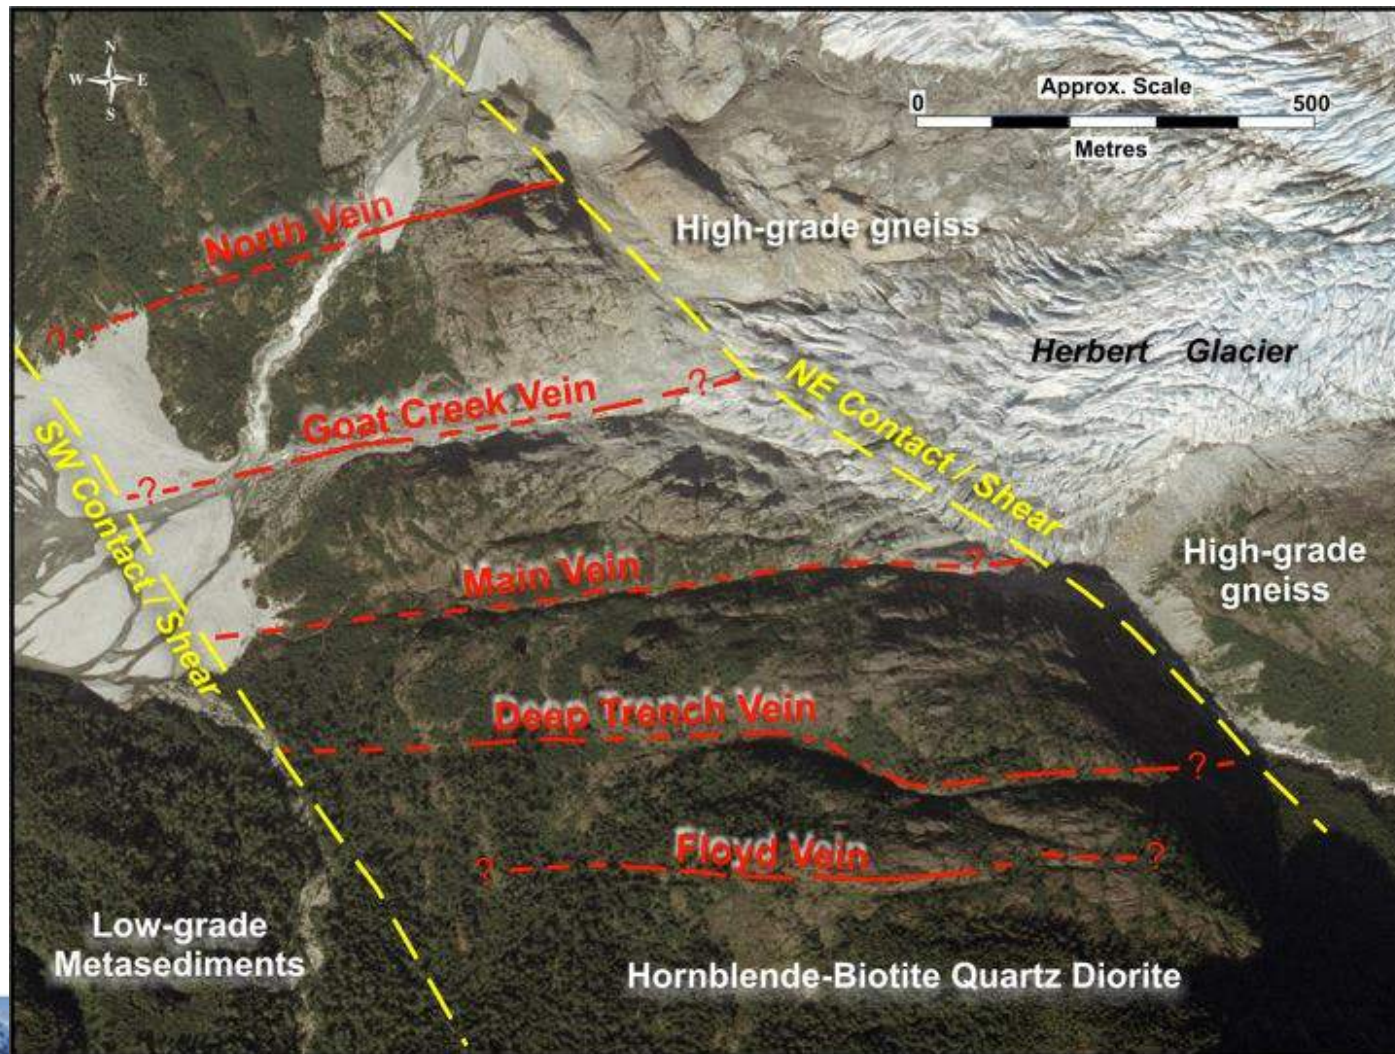 N
W E
S
Approx. Scale
0 500
Metres
North Vein
High-grade gneiss
?
Herbert Glacier
Goat Creek Vein
?
NE Contact / Shear
SW Contact / Shear
?
High-grade
gneiss
Main Vein
?
Deep Trench Vein
?
Floyd Vein
?
?
Low-grade
Metasediments
Hornblende-Biotite Quartz Diorite